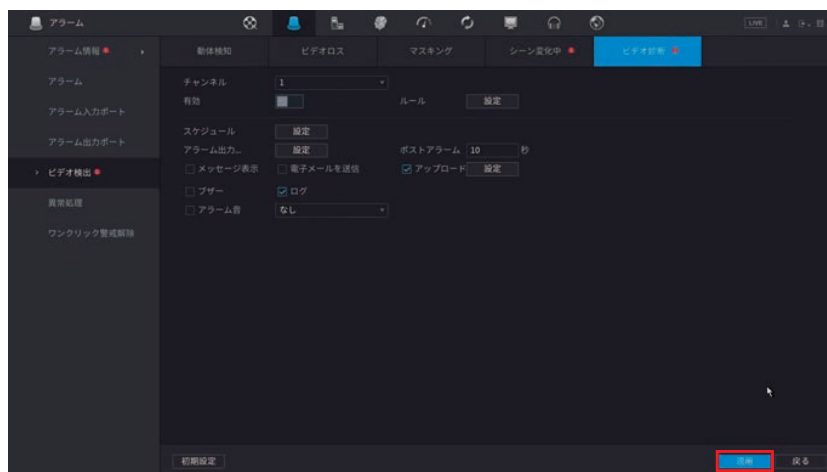 アラーム
LIVE
アラーム情報
動体検知 ビデオロス マスキング シーン変化中 ビデオ診断
アラーム
チャンネル 1
アラーム入力ポート
有効 ルール 設定
アラーム出力ポート
スケジュール 設定
アラーム出力... 設定 ポストアラーム 10 秒
ビデオ検出
メッセージ表示 電子メールを送信 アップロード 設定
異常処理
ブザー ログ
アラーム音 なし
ワンクリック警戒解除
初期設定 適用 戻る